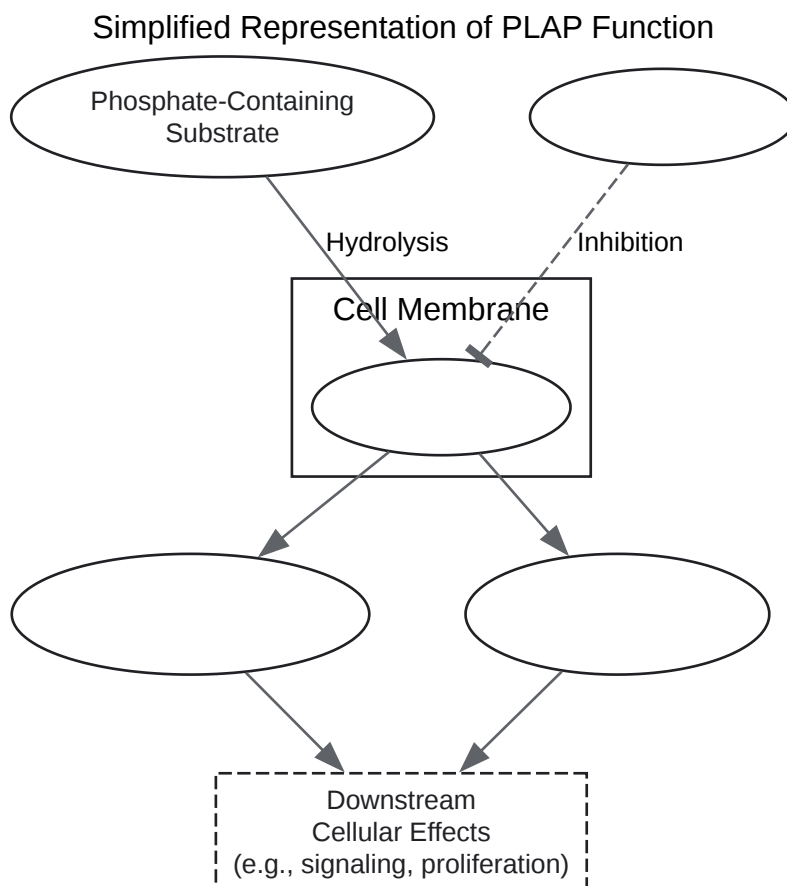 Simplified Representation of PLAP Function
Phosphate-Containing
Substrate
Hydrolysis
Inhibition
Cell Membrane
Downstream
Cellular Effects
(e.g., signaling, proliferation)